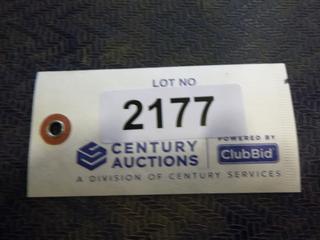 LOT NO
2177
CENTURY
AUCTIONS
POWERED BY
ClubBid
A DIVISION OF CENTURY SERVICES